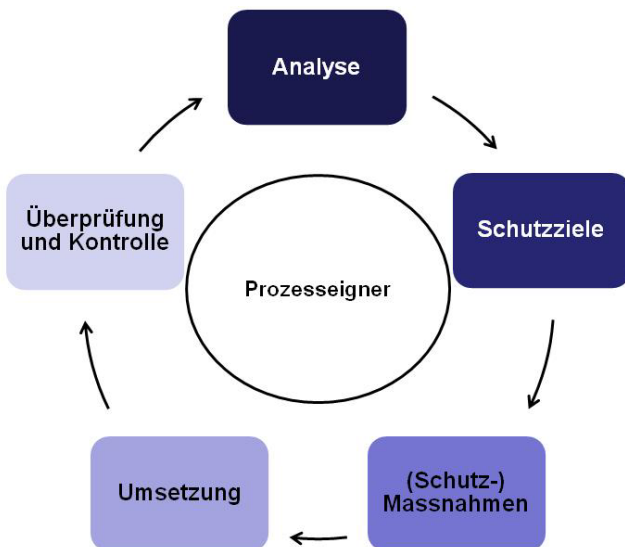 Analyse
Schutzziele
(Schutz-)
Massnahmen
Umsetzung
Überprüfung
und Kontrolle
Prozesseigner